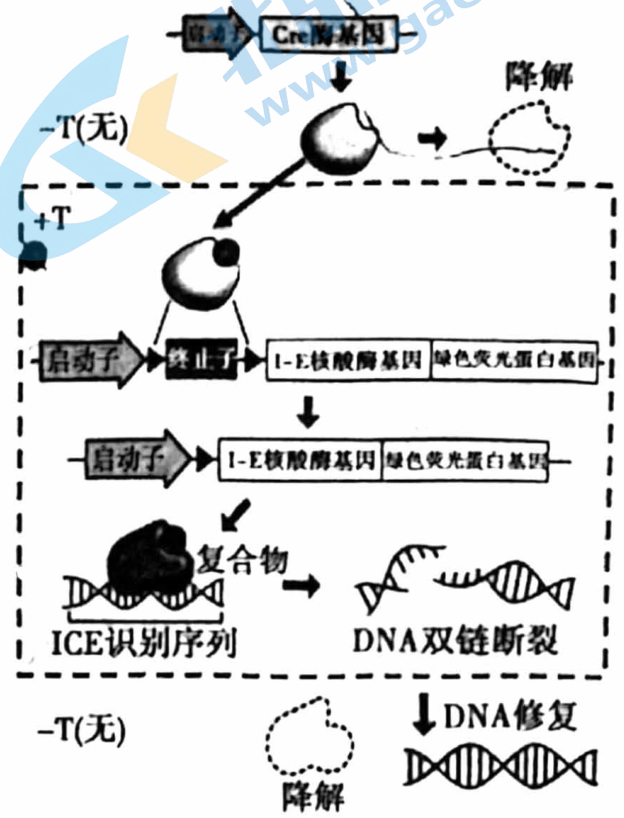 启动子 Cre酶基因
降解
-T(无)
+T
启动子 终止子 I-E核酸酶基因 绿色荧光蛋白基因
启动子 I-E核酸酶基因 绿色荧光蛋白基因
复合物
ICE识别序列 DNA双链断裂
-T(无)
DNA修复
降解